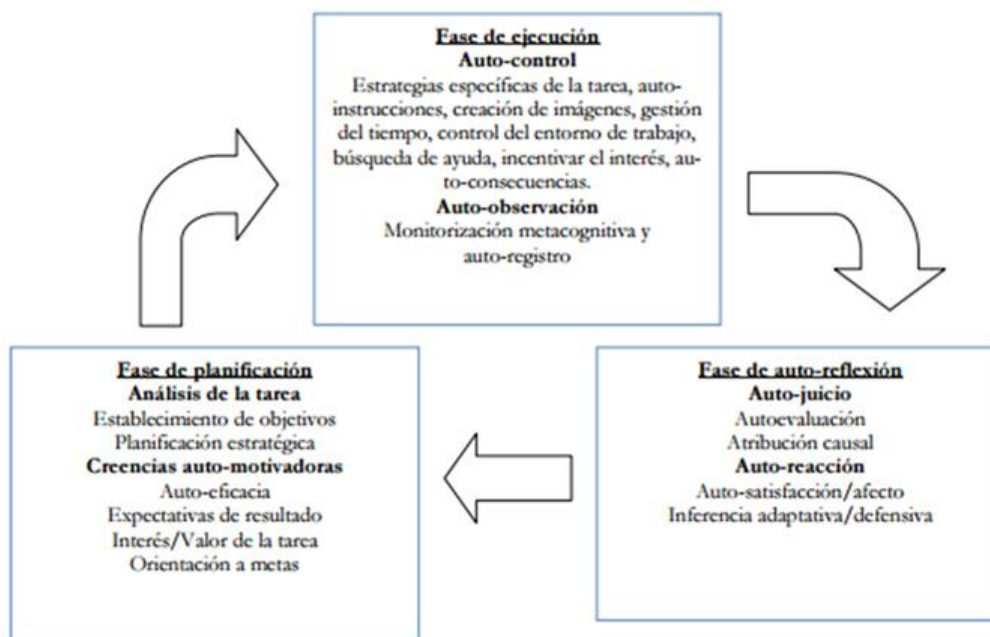 Fase de ejecución
Auto-control
Estrategias específicas de la tarea, auto-
instrucciones, creación de imágenes, gestión
del tiempo, control del entorno de trabajo,
búsqueda de ayuda, incentivar el interés, au-
to-consecuencias.
Auto-observación
Monitorización metacognitiva y
auto-registro
Fase de planificación
Análisis de la tarea
Establecimiento de objetivos
Planificación estratégica
Creencias auto-motivadoras
Auto-eficacia
Expectativas de resultado
Interés/Valor de la tarea
Orientación a metas
Fase de auto-reflexión
Auto-juicio
Autoevaluación
Atribución causal
Auto-reacción
Auto-satisfacción/afecto
Inferencia adaptativa/defensiva